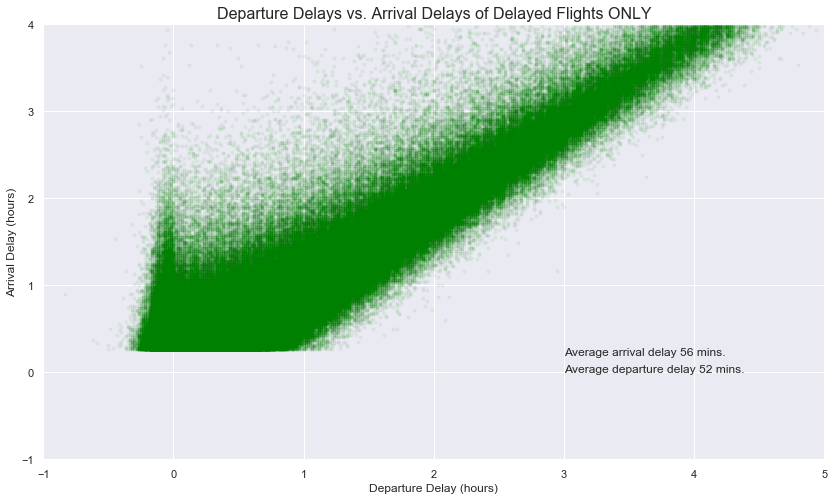 Departure Delays vs. Arrival Delays of Delayed Flights ONLY
4
3
2
1
0
−1
Arrival Delay (hours)
Average arrival delay 56 mins.
Average departure delay 52 mins.
−1 0 1 2 3 4 5
Departure Delay (hours)